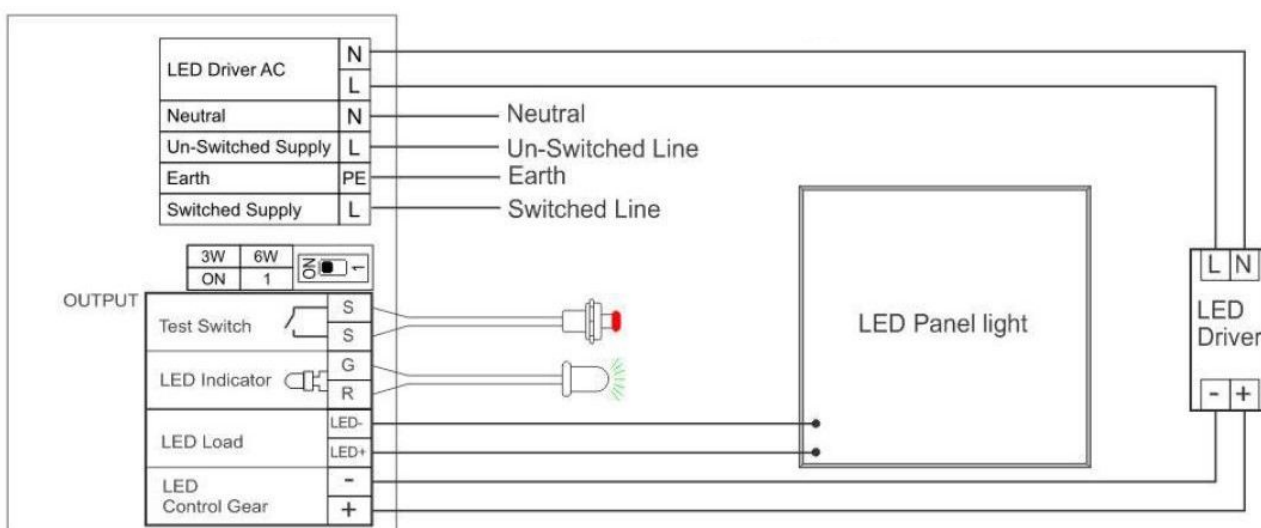 LED Driver AC
N
L
Neutral N Neutral
Un-Switched Supply L Un-Switched Line
Earth PE Earth
Switched Supply L Switched Line
3W 6W
ON 1
ON 1
OUTPUT
Test Switch
S
S
LED Indicator
G
R
LED Load
LED-
LED+
LED
Control Gear
-
+
LED Panel light
L N
LED
Driver
- +